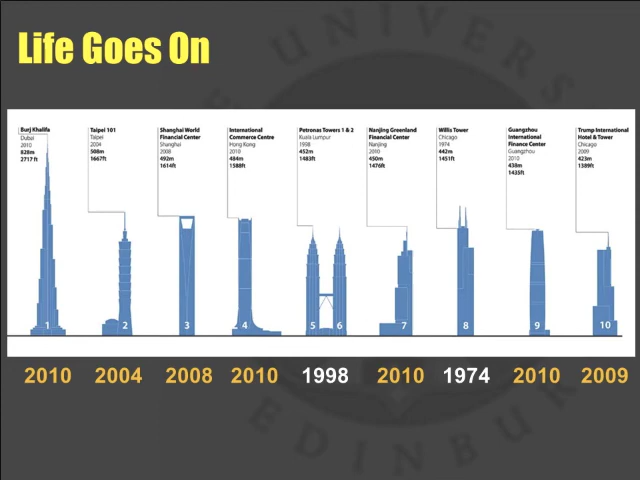 Life Goes On
Burj Khalifa
Dubai
2010
828m
2717 ft
Taipei 101
Taipei
2004
508m
1667ft
Shanghai World
Financial Center
Shanghai
2008
492m
1614ft
International
Commerce Centre
Hong Kong
2010
484m
1588ft
Petronas Towers 1 & 2
Kuala Lumpur
1998
452m
1483ft
Nanjing Greenland
Financial Center
Nanjing
2010
450m
1476ft
Willis Tower
Chicago
1974
442m
1451ft
Guangzhou
International
Finance Center
Guangzhou
2010
438m
1435ft
Trump International
Hotel & Tower
Chicago
2009
423m
1389ft
1 2 3 4 5 6 7 8 9 10
2010 2004 2008 2010 1998 2010 1974 2010 2009
UNIVERS
EDINBUR